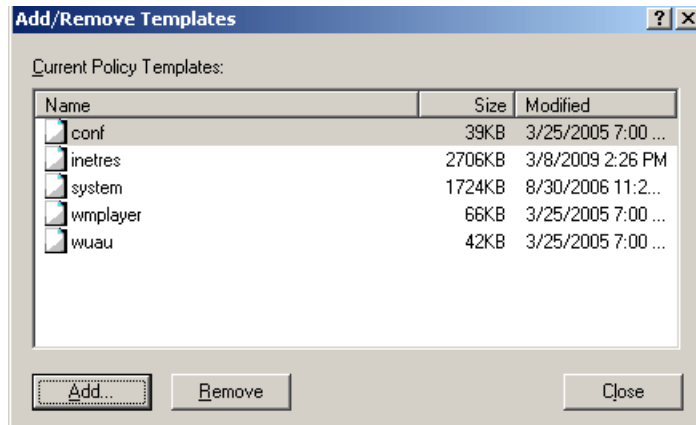 Add/Remove Templates
Current Policy Templates:
Name Size Modified
conf 39KB 3/25/2005 7:00 ...
inetres 2706KB 3/8/2009 2:26 PM
system 1724KB 8/30/2006 11:2...
wmplayer 66KB 3/25/2005 7:00 ...
wuau 42KB 3/25/2005 7:00 ...
Add... Remove Close